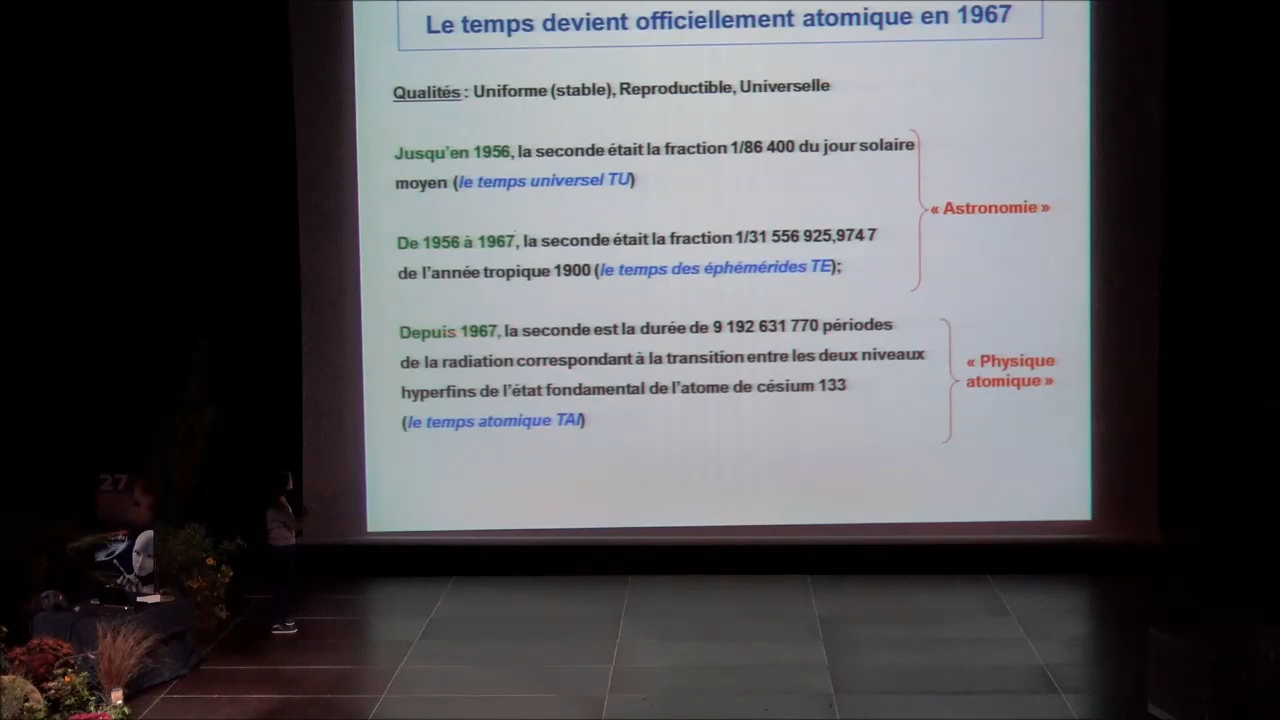 Le temps devient officiellement atomique en 1967
Qualités : Uniforme (stable), Reproductible, Universelle
Jusqu'en 1956, la seconde était la fraction 1/86 400 du jour solaire
moyen (le temps universel TU)
« Astronomie »
De 1956 à 1967, la seconde était la fraction 1/31 556 925,974 7
de l'année tropique 1900 (le temps des éphémérides TE);
Depuis 1967, la seconde est la durée de 9 192 631 770 périodes
de la radiation correspondant à la transition entre les deux niveaux
hyperfins de l'état fondamental de l'atome de césium 133
(le temps atomique TAI)
« Physique
atomique »
27